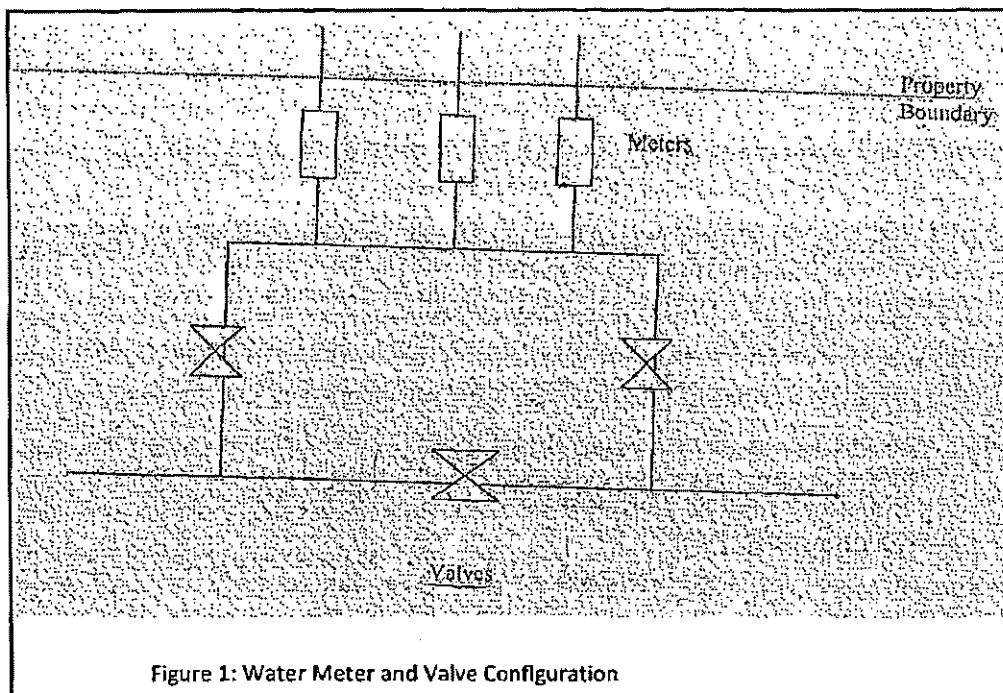 Property
Boundary
Meters
Valves
Figure 1: Water Meter and Valve Configuration